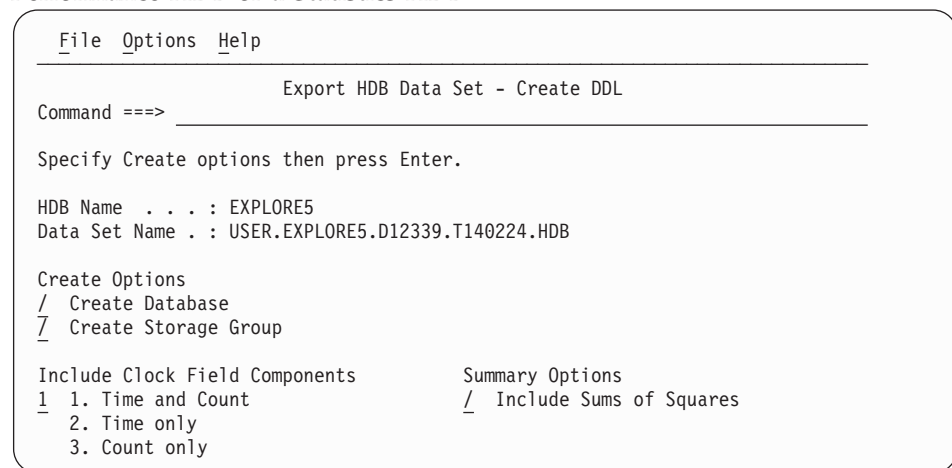 File Options Help
Export HDB Data Set - Create DDL
Command ===>
Specify Create options then press Enter.
HDB Name . . . : EXPLORE5
Data Set Name . : USER.EXPLORE5.D12339.T140224.HDB
Create Options
/ Create Database
/ Create Storage Group
Include Clock Field Components Summary Options
1 1. Time and Count / Include Sums of Squares
2. Time only
3. Count only